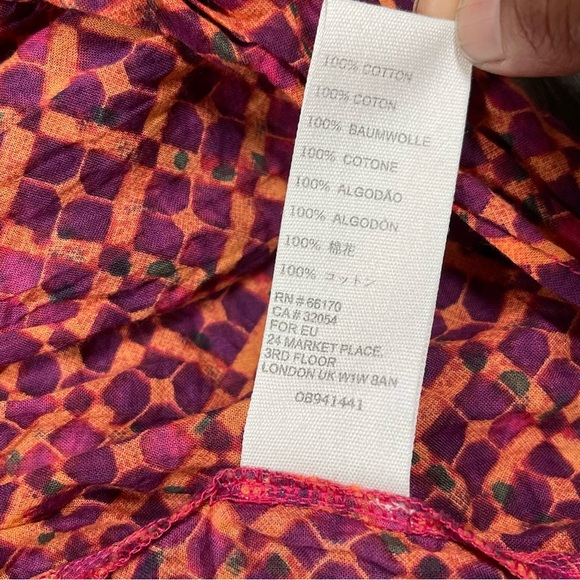 100% COTTON
100% COTON
100% BAUMWOLLE
100% COTONE
100% ALGODÃO
100% ALGODÓN
100% 棉花
100% コットン
RN # 66170
CA # 32054
FOR EU
24 MARKET PLACE,
3RD FLOOR
LONDON UK W1W 8AN
OB941441